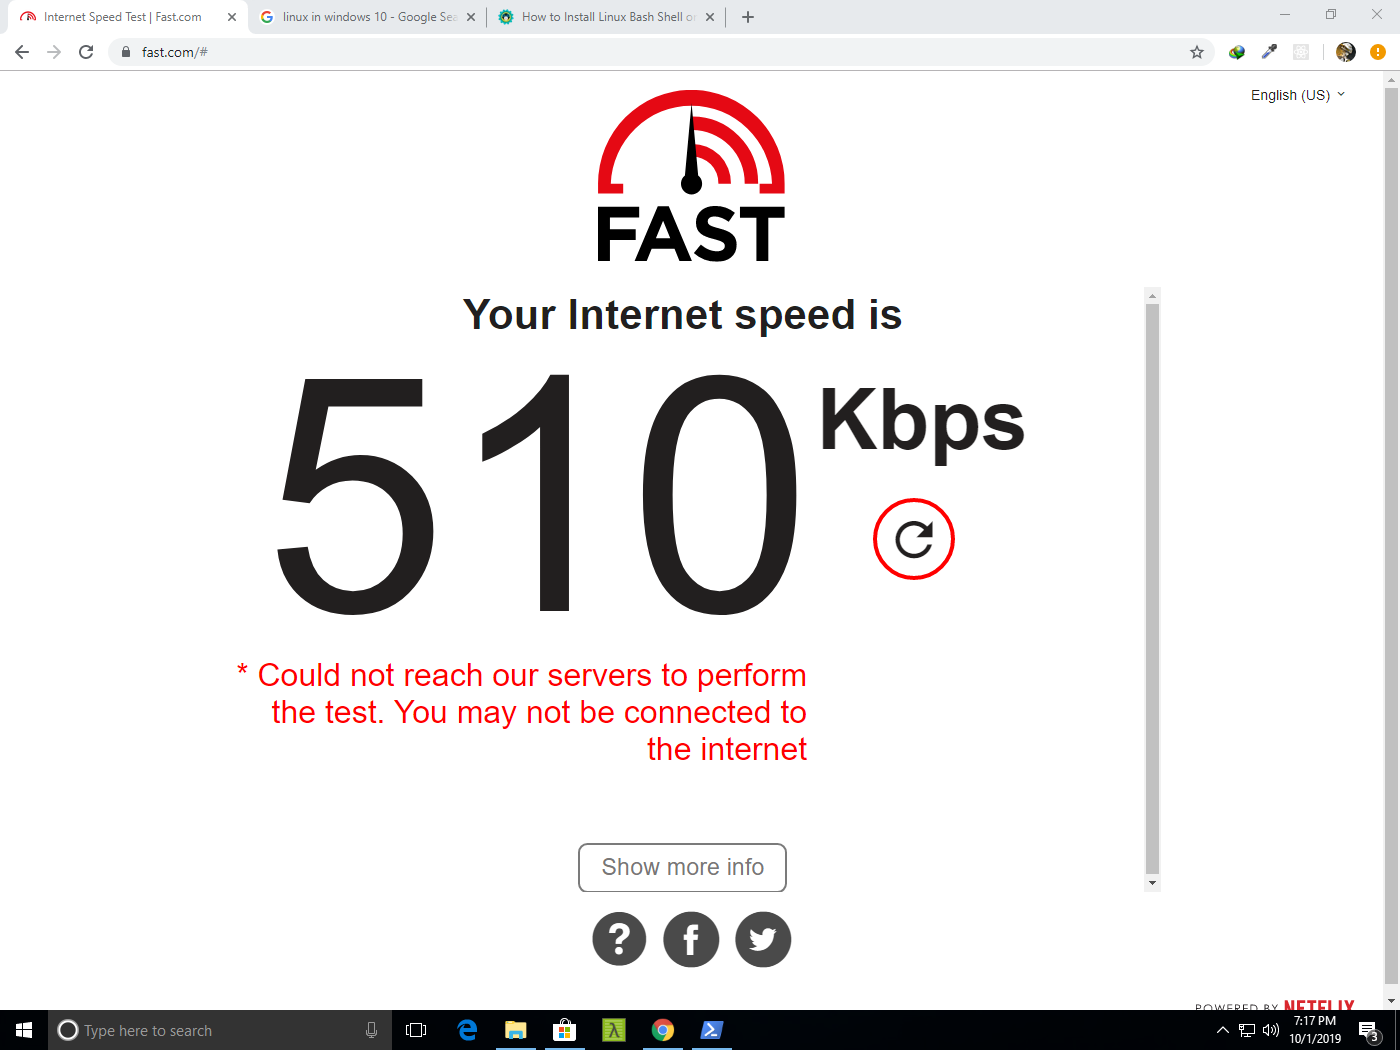 Internet Speed Test | Fast.com
linux in windows 10 - Google Sea
How to Install Linux Bash Shell o
fast.com/#
English (US)
FAST
Your Internet speed is
510 Kbps
* Could not reach our servers to perform
the test. You may not be connected to
the internet
Show more info
POWERED BY NETFLIX
Type here to search
7:17 PM
10/1/2019
3